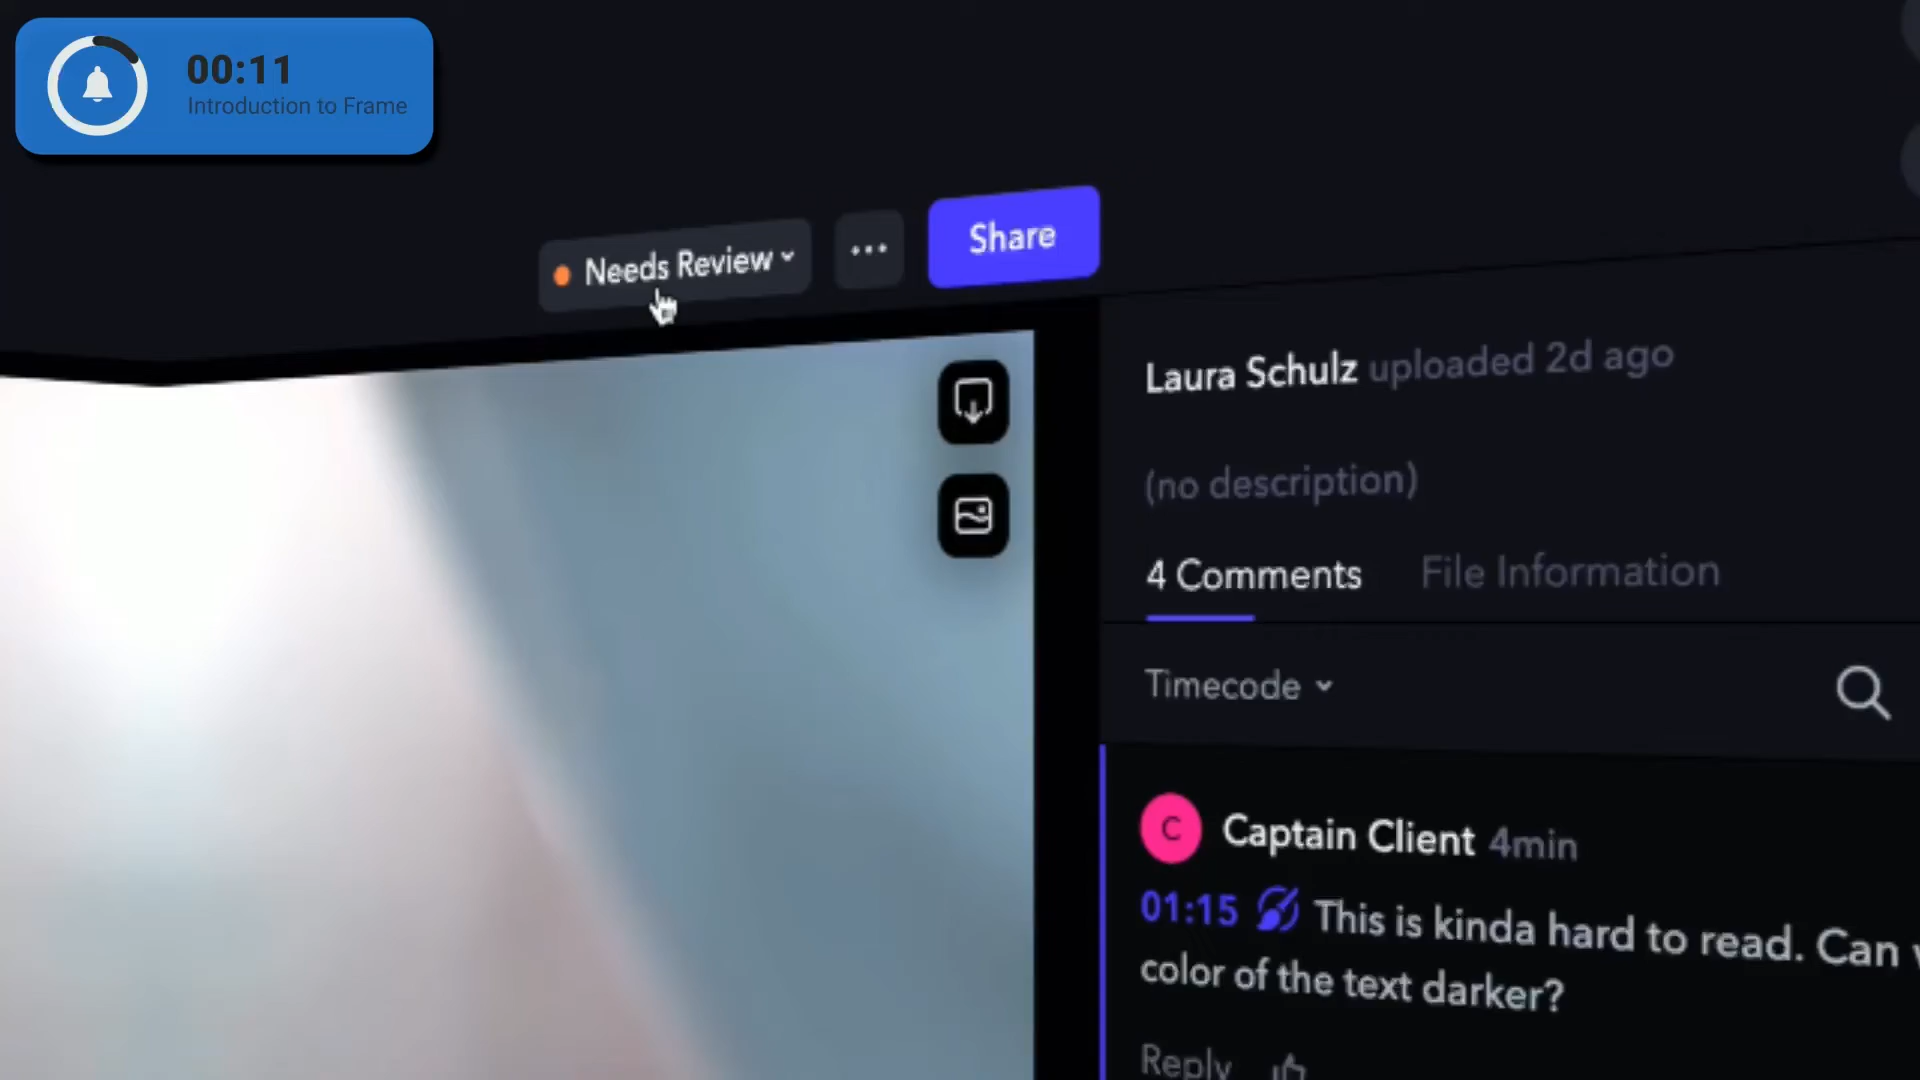 00:11
Introduction to Frame
Needs Review
Share
Laura Schulz uploaded 2d ago
(no description)
4 Comments File Information
Timecode
C Captain Client 4min
01:15 This is kinda hard to read. Can
color of the text darker?
Reply